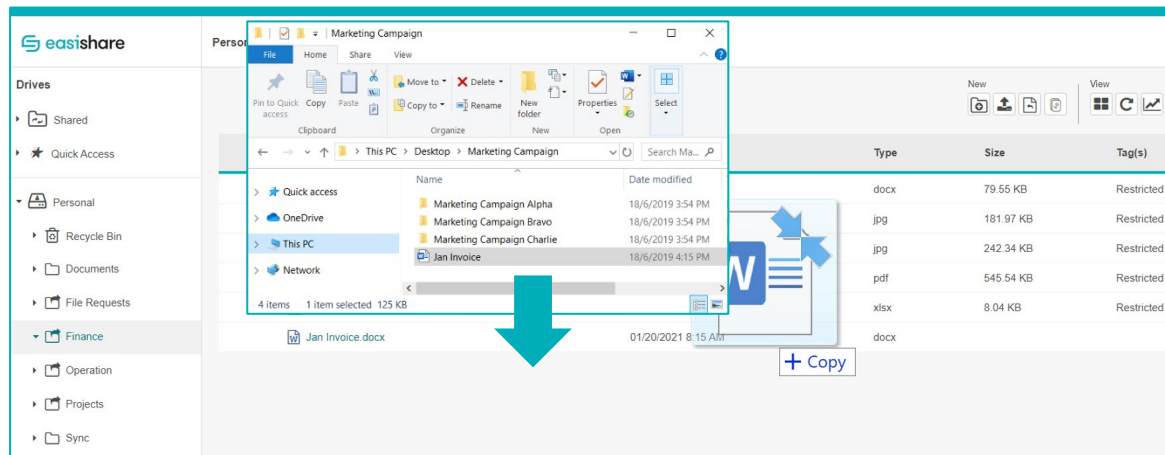 easishare
Drives
Shared
Quick Access
Personal
Recycle Bin
Documents
File Requests
Finance
Operation
Projects
Sync
Marketing Campaign
File Home Share View
Pin to Quick access
Copy
Paste
Move to
Copy to
Delete
Rename
New folder
Properties
Select
Clipboard Organize New Open
This PC > Desktop > Marketing Campaign
Search Ma...
Quick access
OneDrive
This PC
Network
Name Date modified
Marketing Campaign Alpha 18/6/2019 3:54 PM
Marketing Campaign Bravo 18/6/2019 3:54 PM
Marketing Campaign Charlie 18/6/2019 3:54 PM
Jan Invoice 18/6/2019 4:15 PM
4 items 1 item selected 125 KB
New View
Type Size Tag(s)
docx 79.55 KB Restricted
jpg 181.97 KB Restricted
jpg 242.34 KB Restricted
pdf 545.54 KB Restricted
xlsx 8.04 KB Restricted
Jan Invoice.docx 01/20/2021 8:15 AM docx
W
+ Copy